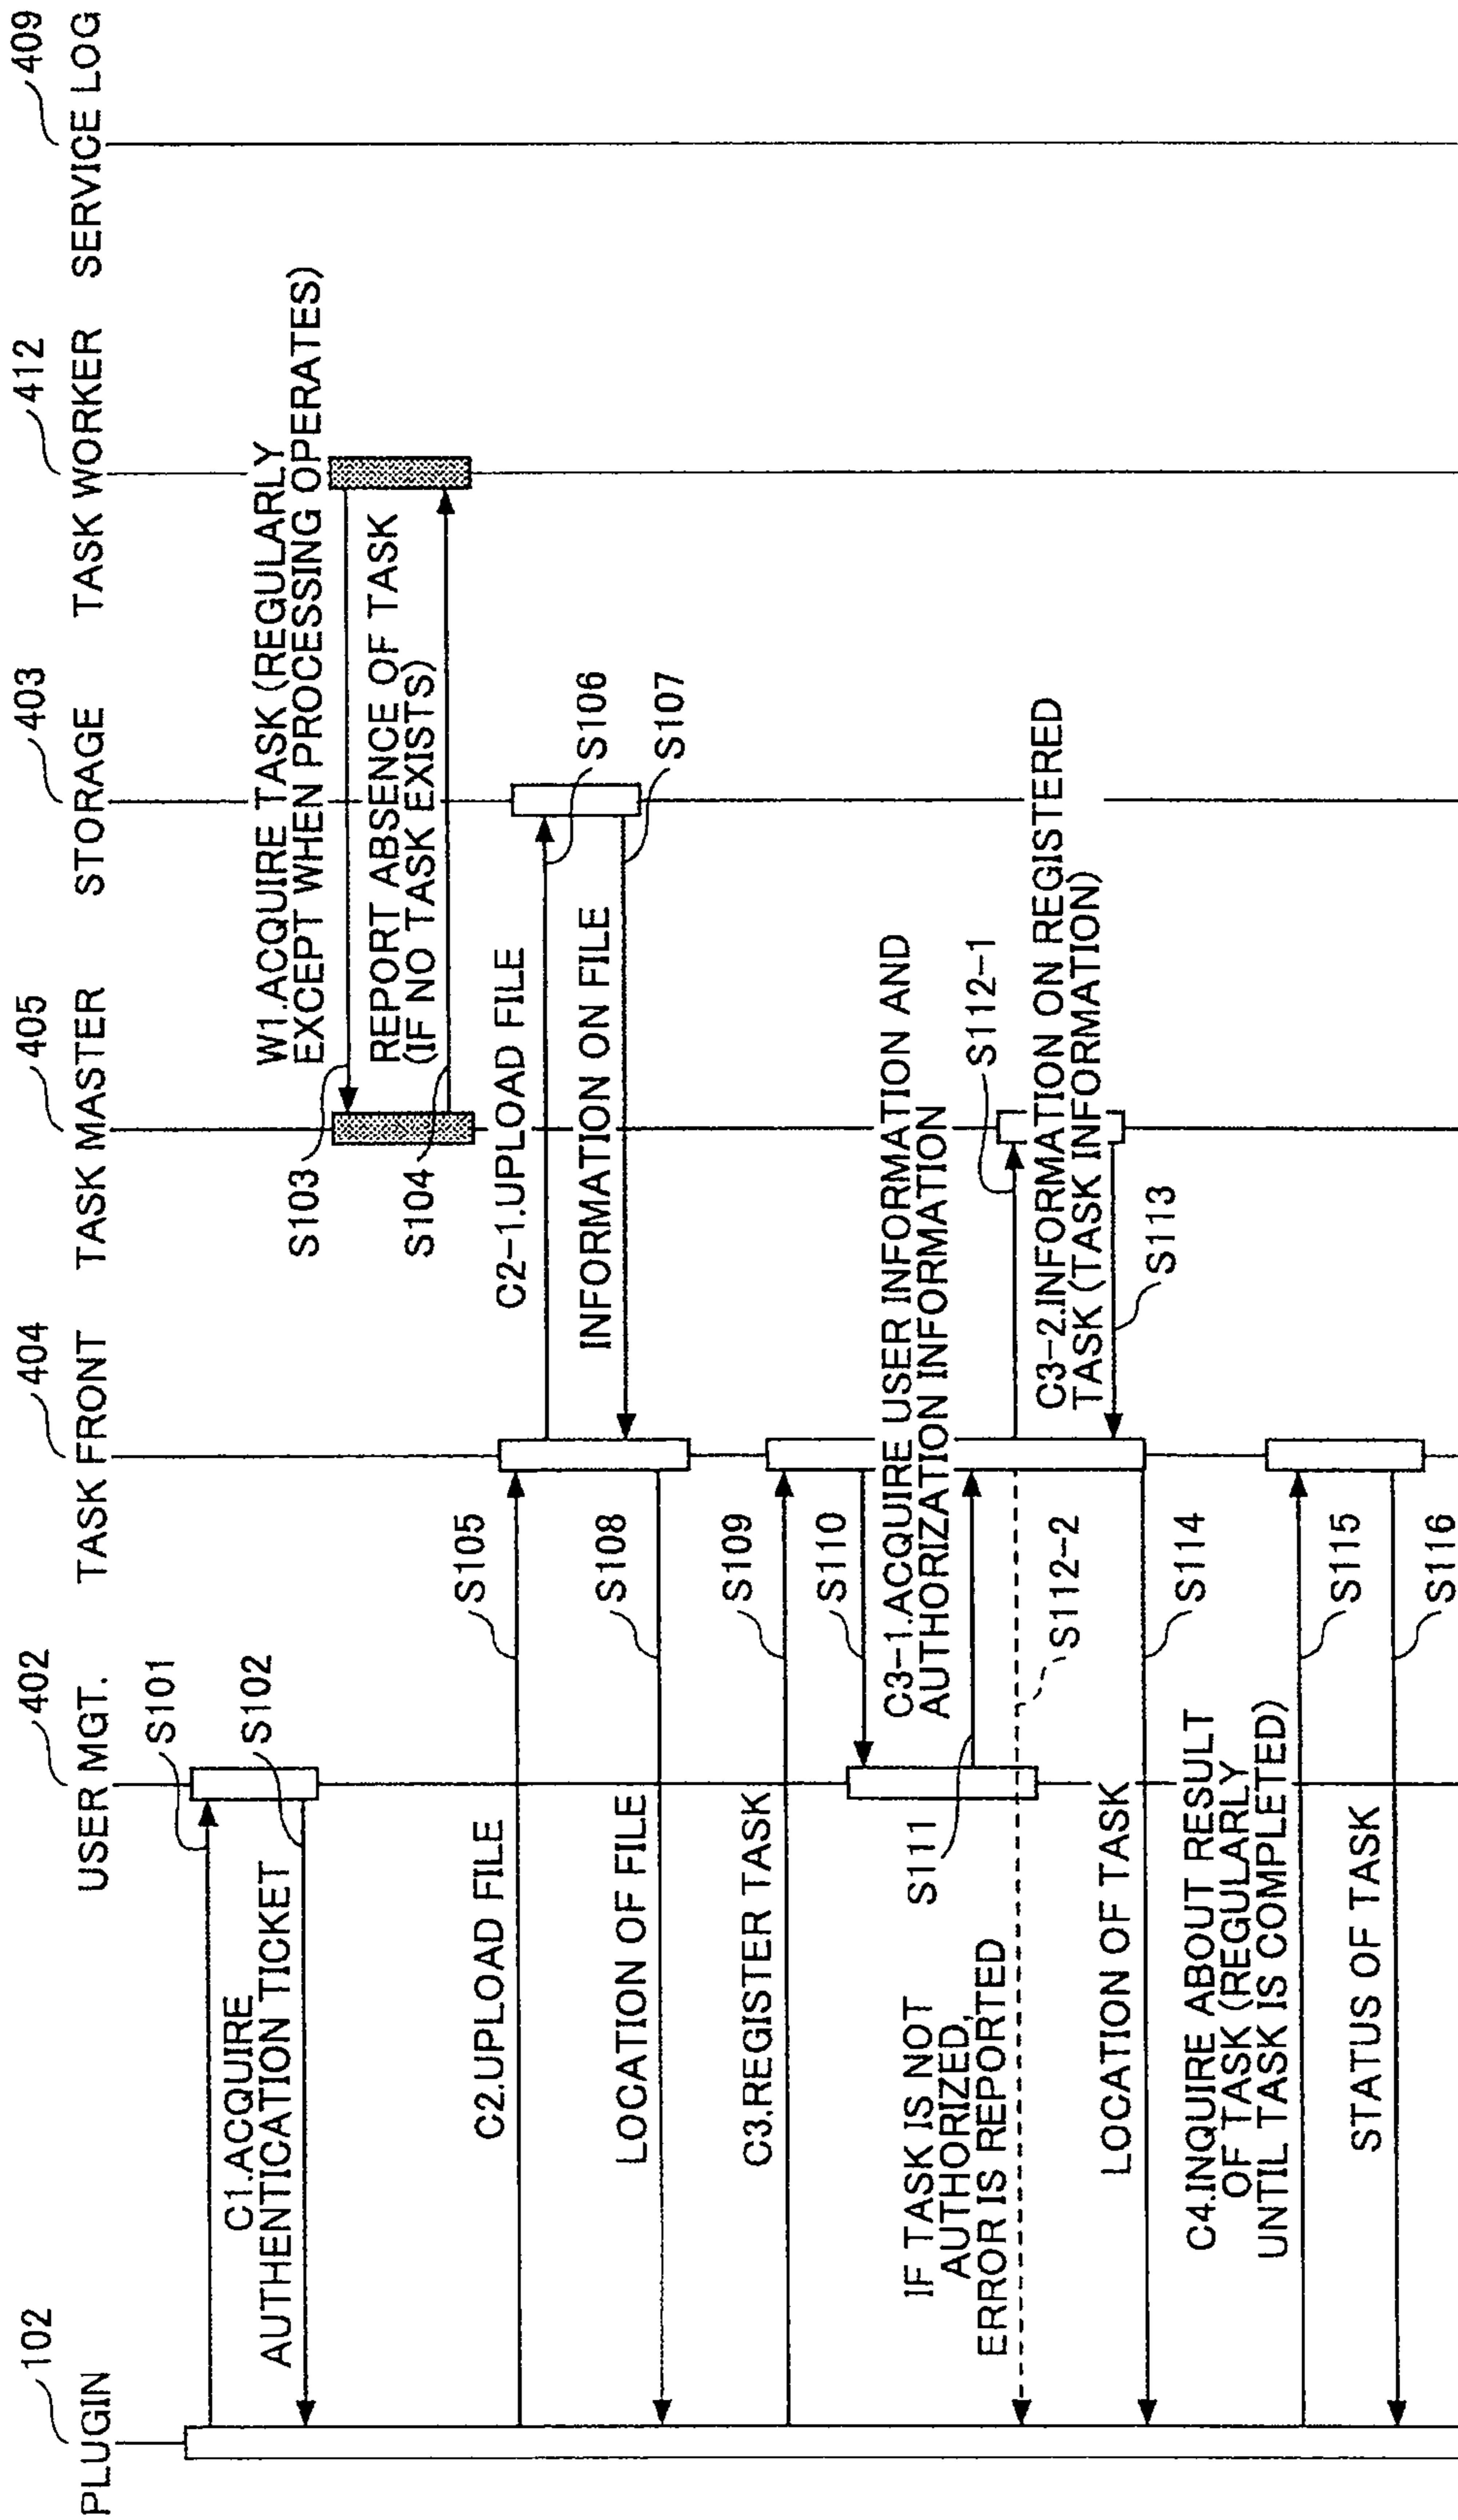 102
402
404
405
403
412
409
PLUGIN
USER MGT.
TASK FRONT
TASK MASTER
STORAGE
TASK WORKER
SERVICE LOG
S101
C1.ACQUIRE
AUTHENTICATION TICKET
S102
W1.ACQUIRE TASK (REGULARLY
EXCEPT WHEN PROCESSING OPERATES)
S103
REPORT ABSENCE OF TASK
(IF NO TASK EXISTS)
S104
C2.UPLOAD FILE
S105
C2-1.UPLOAD FILE
S106
INFORMATION ON FILE
S107
LOCATION OF FILE
S108
C3.REGISTER TASK
S109
S110
C3-1.ACQUIRE USER INFORMATION AND
AUTHORIZATION INFORMATION
S111
IF TASK IS NOT
AUTHORIZED,
ERROR IS REPORTED
S112-1
S112-2
C3-2.INFORMATION ON REGISTERED
TASK (TASK INFORMATION)
S113
LOCATION OF TASK
S114
C4.INQUIRE ABOUT RESULT
OF TASK (REGULARLY
UNTIL TASK IS COMPLETED)
S115
STATUS OF TASK
S116